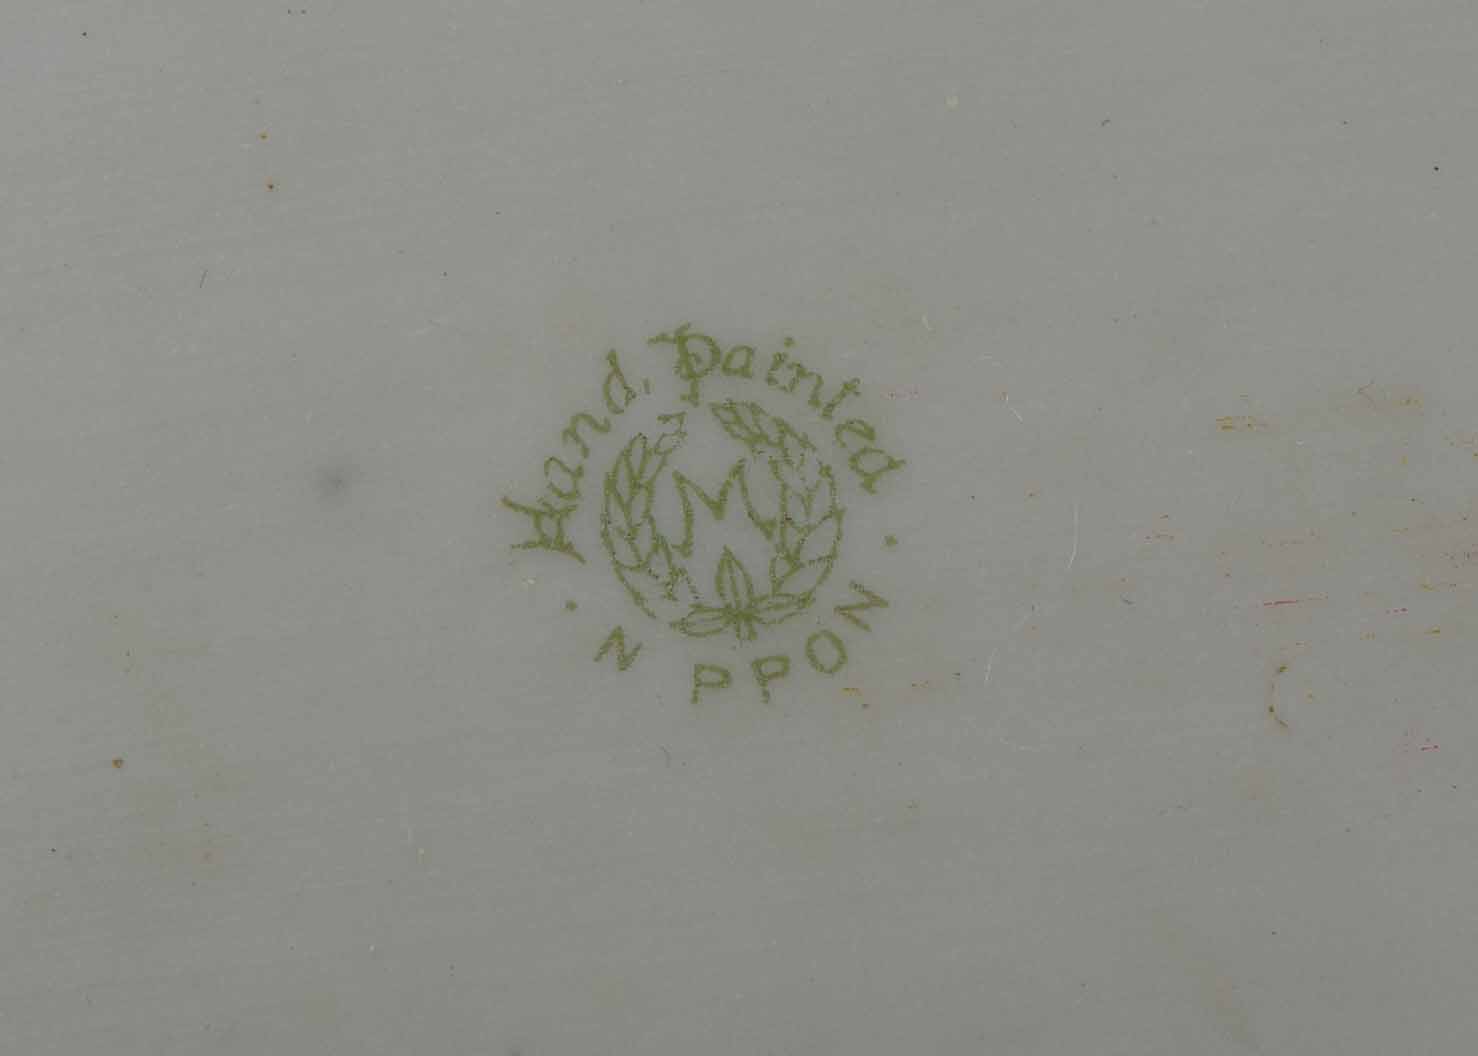 Hand. Painted
M
· N PPON ·